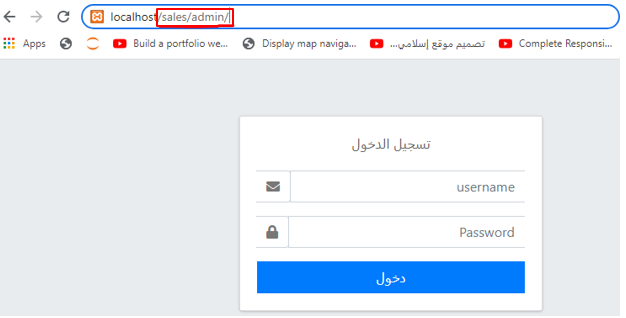 localhost/sales/admin/
Apps Build a portfolio we... Display map naviga... تصميم موقع إسلامي... Complete Responsi...
تسجيل الدخول
username
Password
دخول